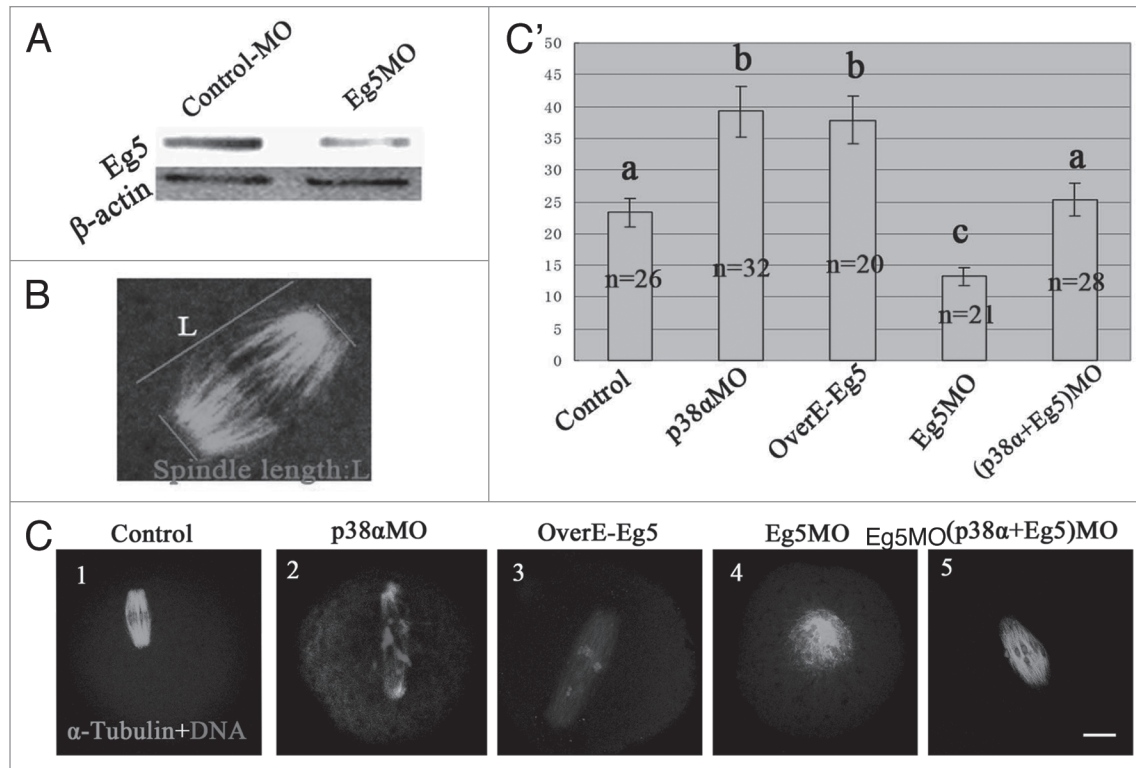 A
Control-MO
Eg5MO
Eg5
β-actin
B
L
Spindle length:L
C’
50
45
40
35
30
25
20
15
10
5
0
a
b
b
c
a
n=26
n=32
n=20
n=21
n=28
Control
p38αMO
OverE-Eg5
Eg5MO
(p38α+Eg5)MO
C
Control
p38αMO
OverE-Eg5
Eg5MO
Eg5MO(p38α+Eg5)MO
1
2
3
4
5
α-Tubulin+DNA